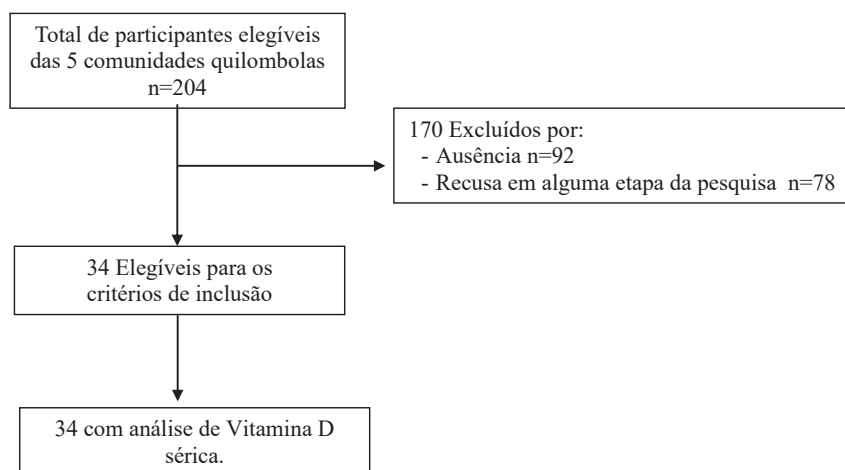 Total de participantes elegíveis
das 5 comunidades quilombolas
n=204
170 Excluídos por:
- Ausência n=92
- Recusa em alguma etapa da pesquisa n=78
34 Elegíveis para os
critérios de inclusão
34 com análise de Vitamina D
sérica.